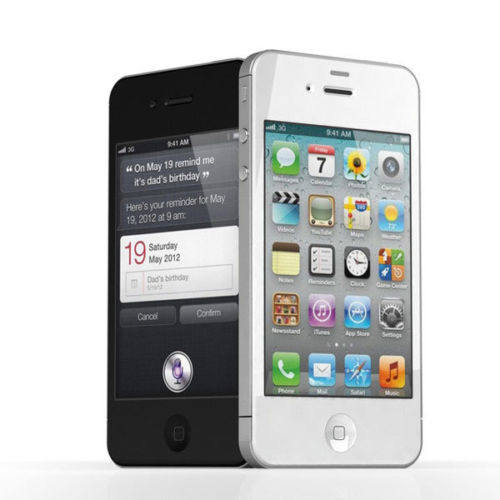 3G 9:41 AM
“ On May 19 remind me
it's dad's birthday ”
Here's your reminder for May
19, 2012 at 9 am:
19 Saturday
May 2012
Dad's birthday
Cancel Confirm
3G 9:41 AM
Friday
7
Messages Calendar Photos Camera
280
Videos YouTube Maps Weather
Notes Reminders Clock Game Center
Newsstand iTunes App Store Settings
Phone Mail Safari Music